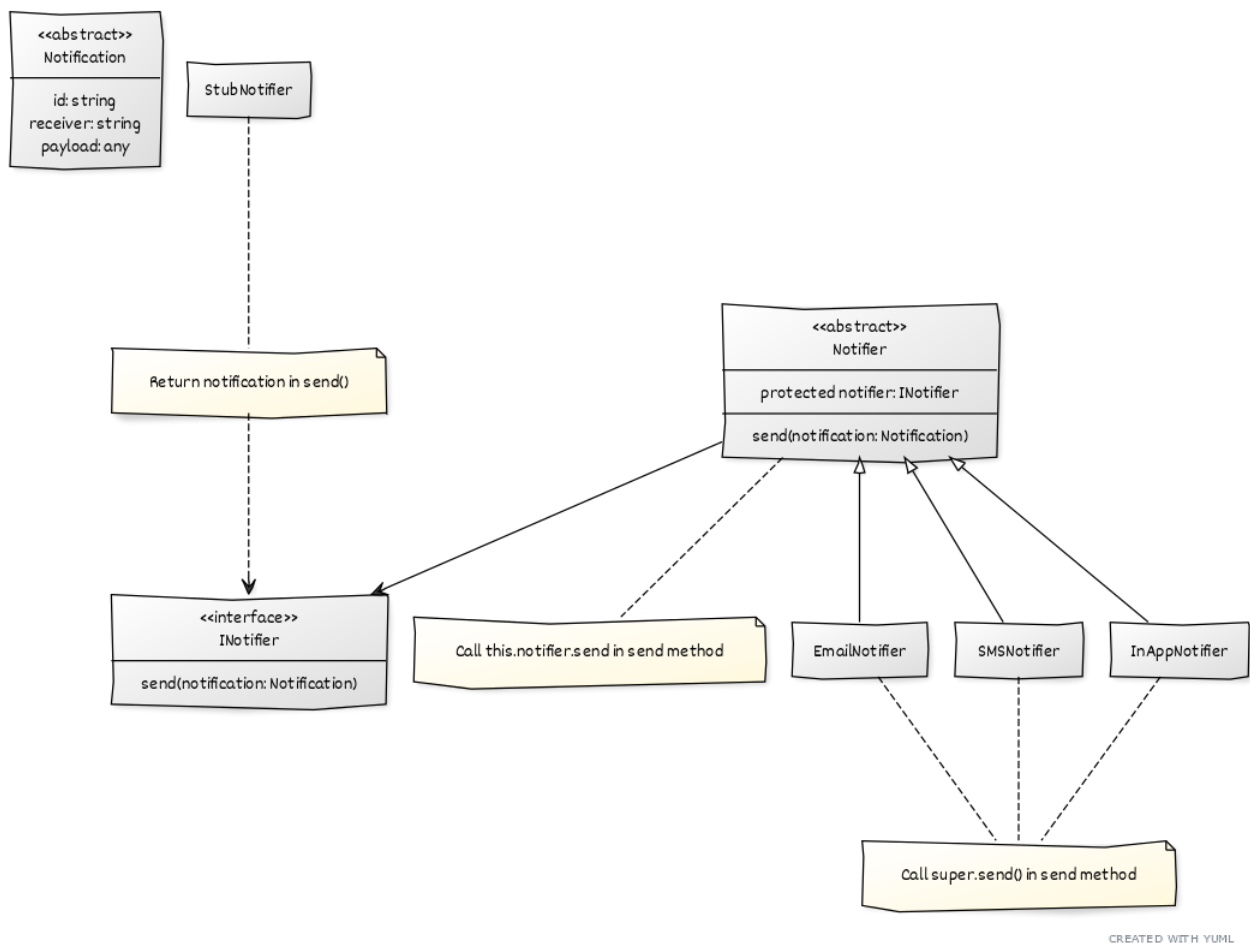 <<abstract>>
Notification
id: string
receiver: string
payload: any
StubNotifier
Return notification in send()
<<abstract>>
Notifier
protected notifier: INotifier
send(notification: Notification)
<<interface>>
INotifier
send(notification: Notification)
Call this.notifier.send in send method
EmailNotifier
SMSNotifier
InAppNotifier
Call super.send() in send method
CREATED WITH YUML